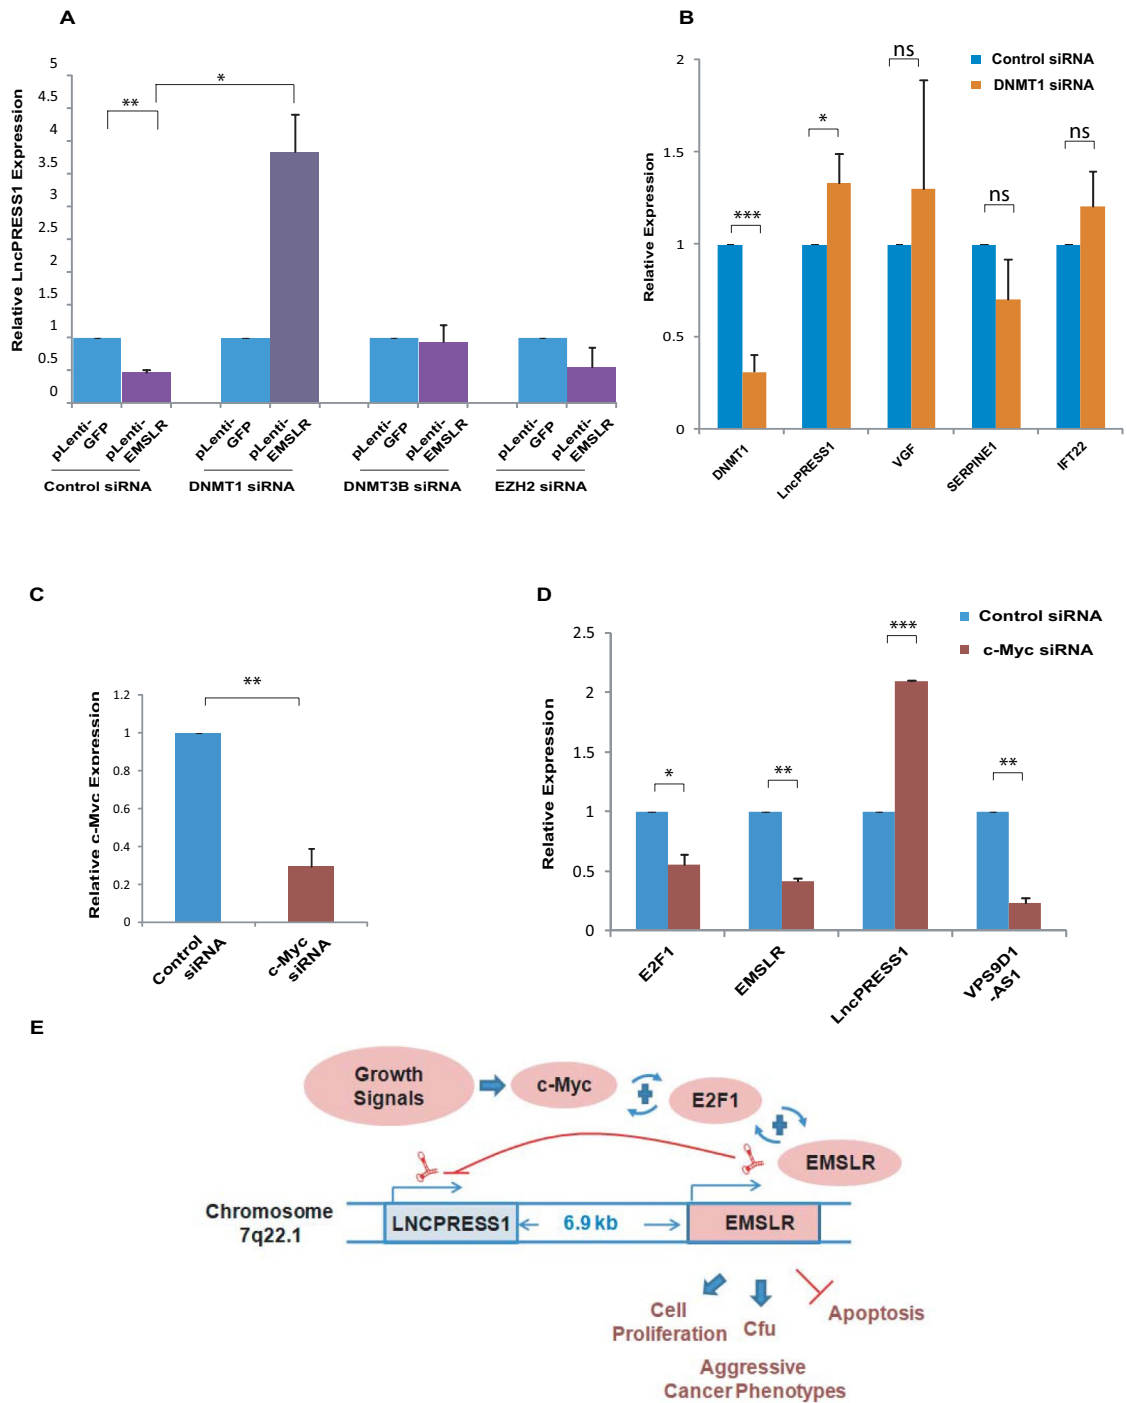 A
Relative LncPRESS1 Expression
5
4.5
4
3.5
3
2.5
2
1.5
1
0.5
0
**
*
pLenti-
GFP
pLenti-
EMSLR
pLenti-
GFP
pLenti-
EMSLR
pLenti-
GFP
pLenti-
EMSLR
pLenti-
GFP
pLenti-
EMSLR
Control siRNA
DNMT1 siRNA
DNMT3B siRNA
EZH2 siRNA
B
Relative Expression
2
1.5
1
0.5
0
Control siRNA
DNMT1 siRNA
***
*
ns
ns
ns
DNMT1
LncPRESS1
VGF
SERPINE1
IFT22
C
Relative c-Myc Expression
1.2
1
0.8
0.6
0.4
0.2
0
**
Control
siRNA
c-Myc
siRNA
D
Relative Expression
2.5
2
1.5
1
0.5
0
Control siRNA
c-Myc siRNA
*
**
***
**
E2F1
EMSLR
LncPRESS1
VPS9D1
-AS1
E
Growth
Signals
c-Myc
E2F1
EMSLR
Chromosome
7q22.1
LNCPRESS1
6.9 kb
EMSLR
Cell
Proliferation
Cfu
Apoptosis
Aggressive
Cancer Phenotypes